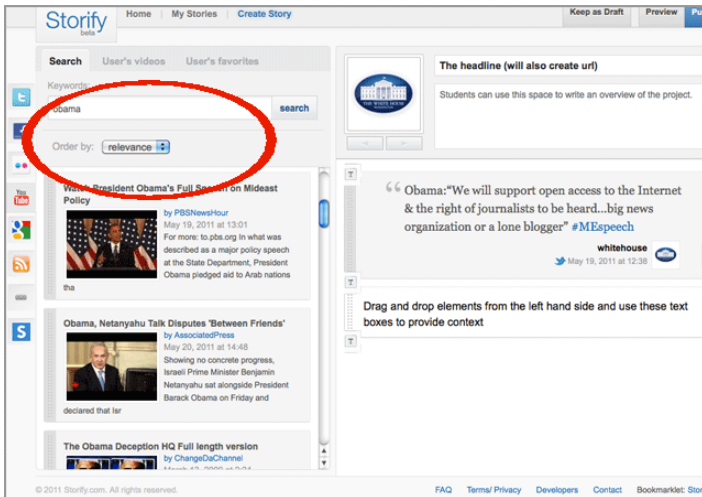 Storify
beta
Home | My Stories | Create Story
Keep as Draft
Preview
Search
User's videos
User's favorites
Keywords:
obama
search
Order by: relevance
You
Tube
S
Watch President Obama's Full Speech on Mideast
Policy
by PBSNewsHour
May 19, 2011 at 13:01
For more: to.pbs.org In what was
described as a major policy speech
at the State Department, President
Obama pledged aid to Arab nations
tha
Obama, Netanyahu Talk Disputes 'Between Friends'
by AssociatedPress
May 20, 2011 at 14:48
Showing no concrete progress,
Israeli Prime Minister Benjamin
Netanyahu sat alongside President
Barack Obama on Friday and
declared that Isr
The Obama Deception HQ Full length version
by ChangeDaChannel
THE WHITE HOUSE
The headline (will also create url)
Students can use this space to write an overview of the project.
T
“ Obama:“We will support open access to the Internet
& the right of journalists to be heard...big news
organization or a lone blogger” #MEspeech
whitehouse
May 19, 2011 at 12:38
T
Drag and drop elements from the left hand side and use these text
boxes to provide context
T
© 2011 Storify.com. All rights reserved.
FAQ Terms/ Privacy Developers Contact Bookmarklet: